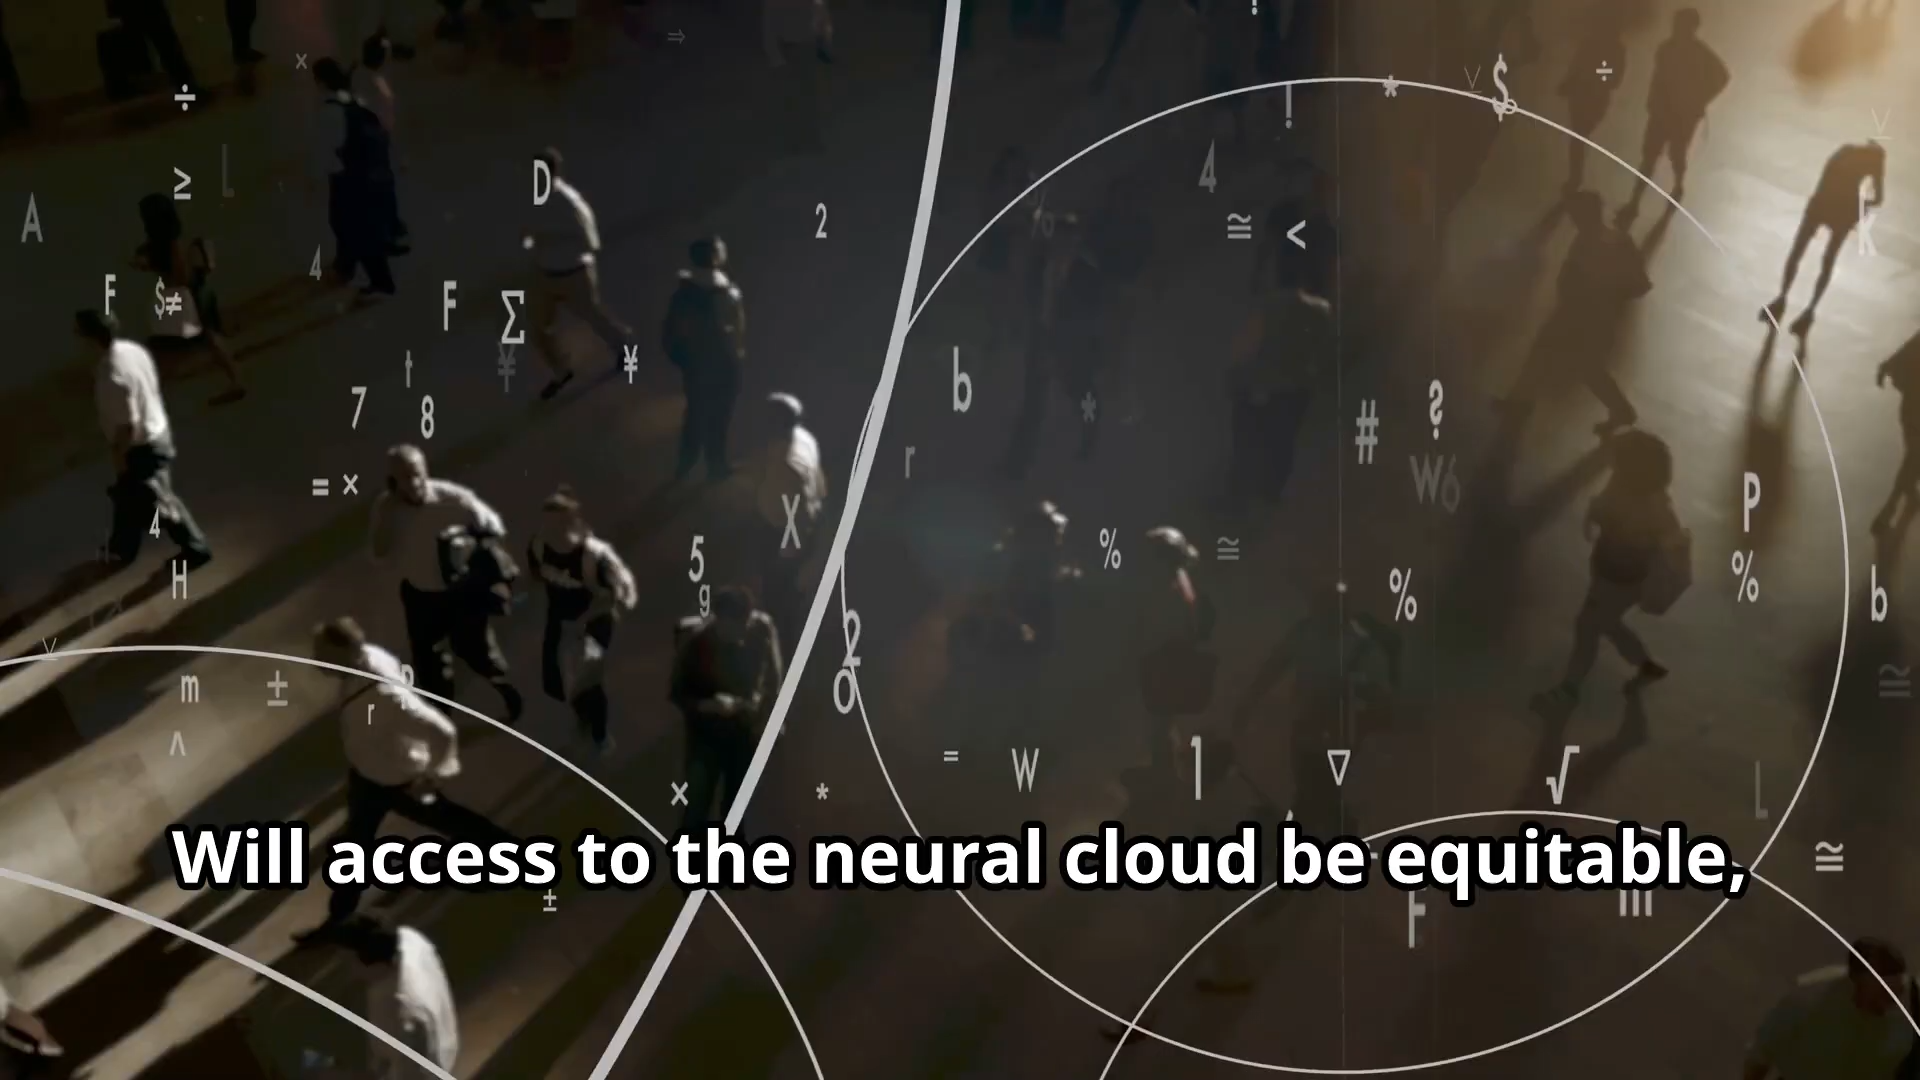 Will access to the neural cloud be equitable,